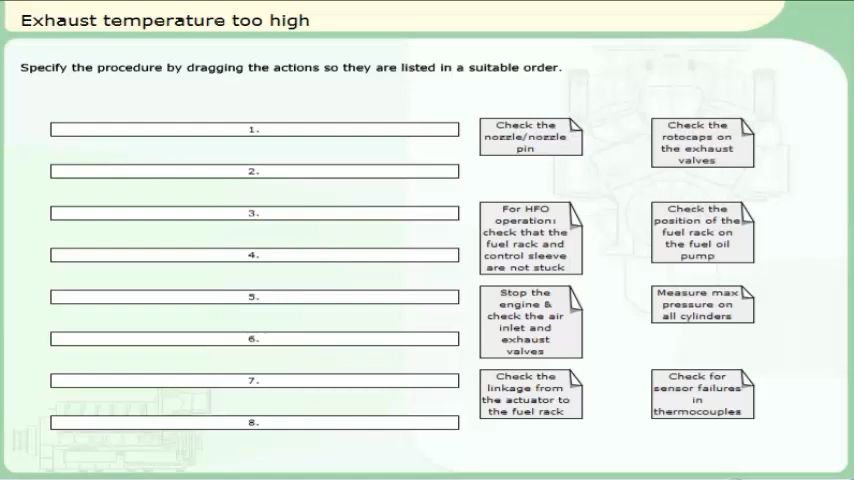 Exhaust temperature too high
Specify the procedure by dragging the actions so they are listed in a suitable order.
1.
2.
3.
4.
5.
6.
7.
8.
Check the
nozzle/nozzle
pin
Check the
rotocaps on
the exhaust
valves
For HFO
operation:
check that the
fuel rack and
control sleeve
are not stuck
Check the
position of the
fuel rack on
the fuel oil
pump
Stop the
engine &
check the air
inlet and
exhaust
valves
Measure max
pressure on
all cylinders
Check the
linkage from
the actuator to
the fuel rack
Check for
sensor failures
in
thermocouples